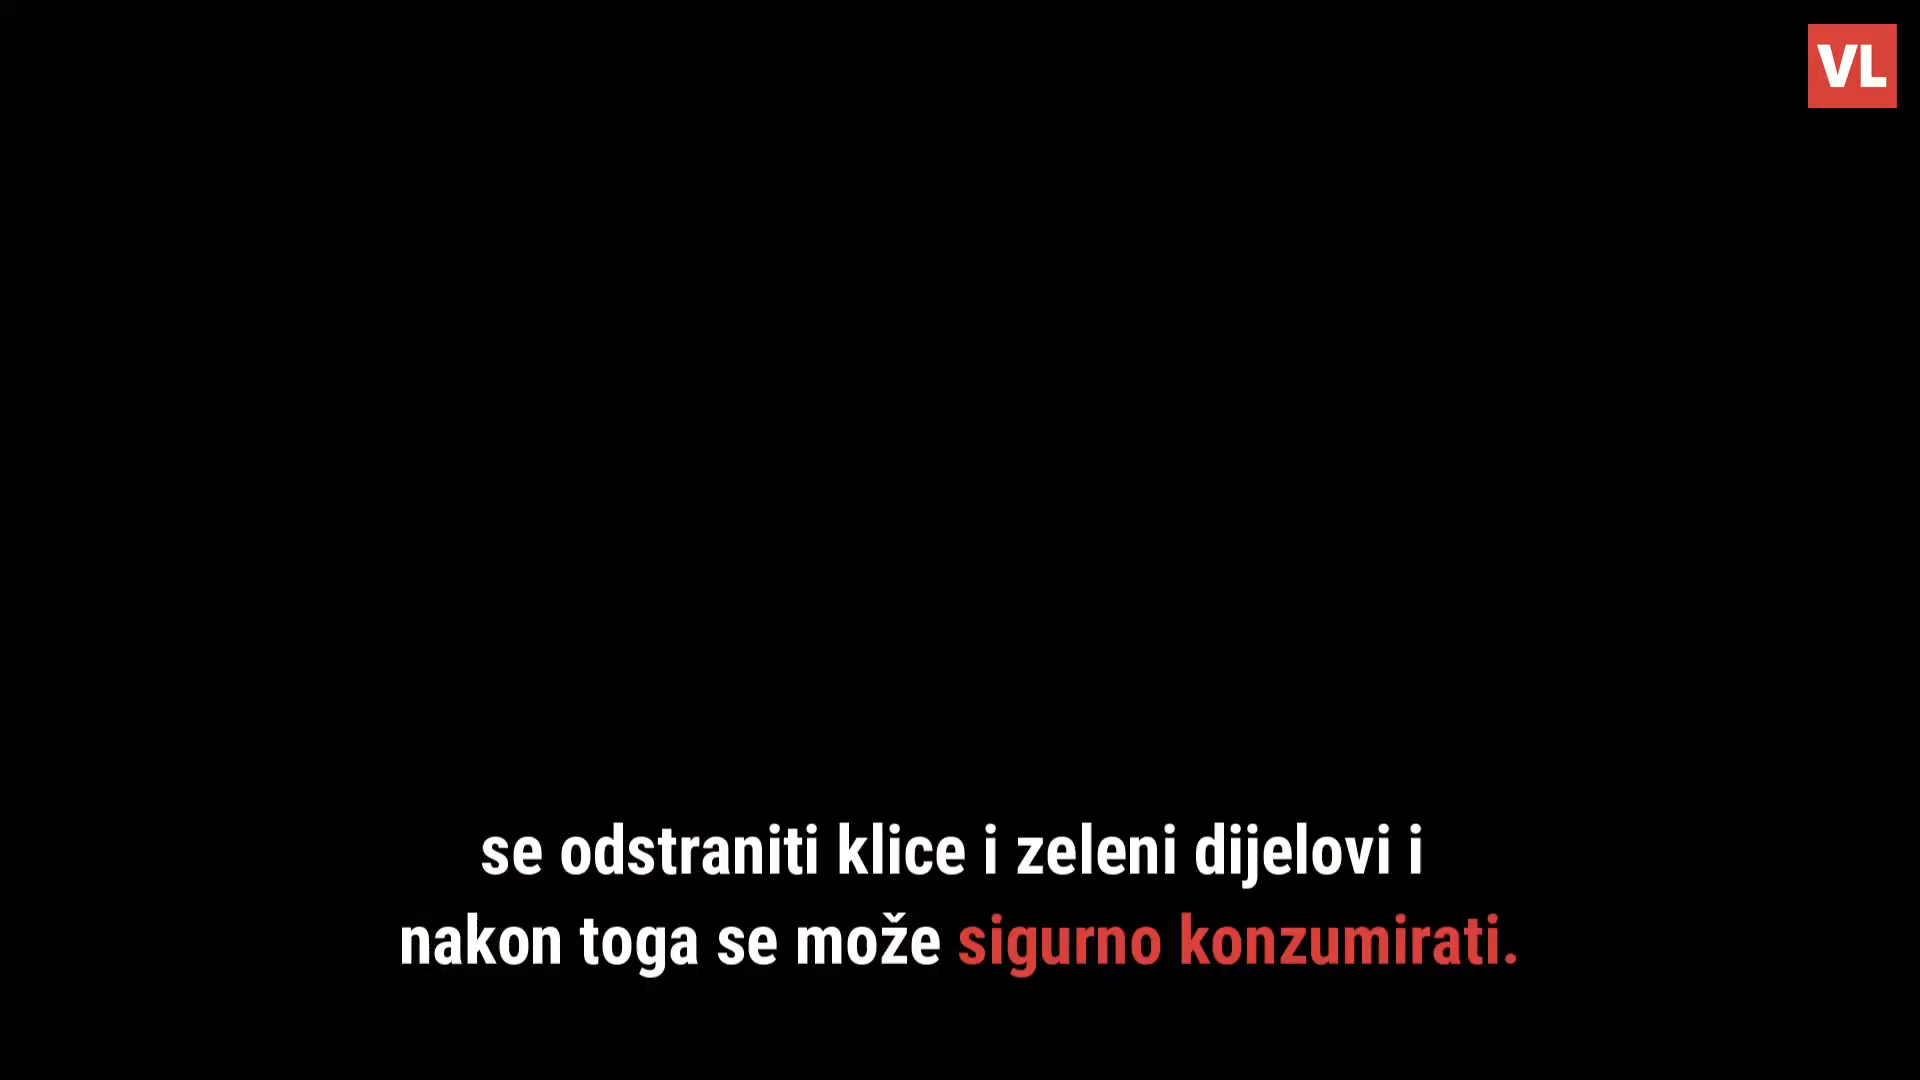 VL
se odstraniti klice i zeleni dijelovi i
nakon toga se može sigurno konzumirati.